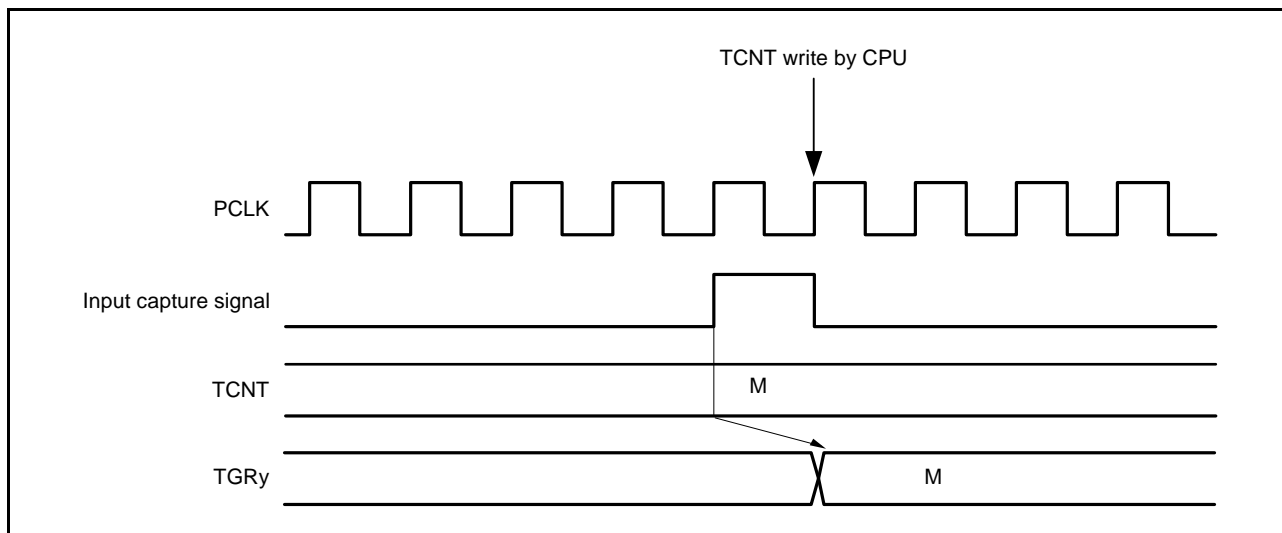 TCNT write by CPU
PCLK
Input capture signal
TCNT
M
TGRy
M